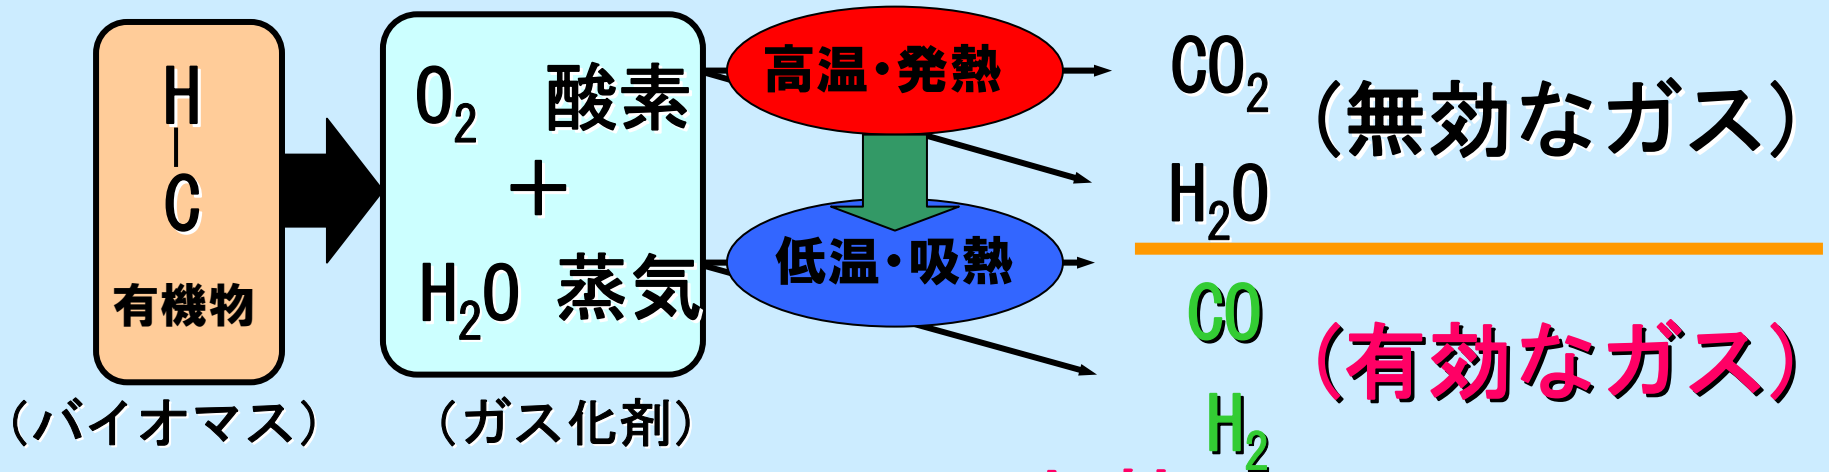 H
C
有機物
(バイオマス)
O2 酸素
+
H2O 蒸気
(ガス化剤)
高温・発熱
低温・吸熱
CO2
H2O
(無効なガス)
CO
H2
(有効なガス)